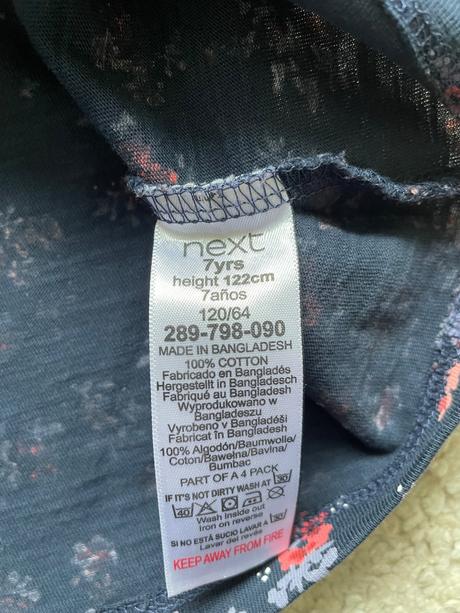 next
7yrs
height 122cm
7años
120/64
289-798-090
MADE IN BANGLADESH
100% COTTON
Fabricado en Bangladés
Hergestellt in Bangladesch
Fabriqué au Bangladesh
Wyprodukowano w
Bangladeszu
Vyrobeno v Bangladéši
Fabricat în Bangladesh
100% Algodón/Baumwolle/
Coton/Bawełna/Bavlna/
Bumbac
PART OF A 4 PACK
IF IT'S NOT DIRTY WASH AT 30
40
Wash inside out
Iron on reverse
SI NO ESTÁ SUCIO LAVAR A 30
Lavar del revés
KEEP AWAY FROM FIRE